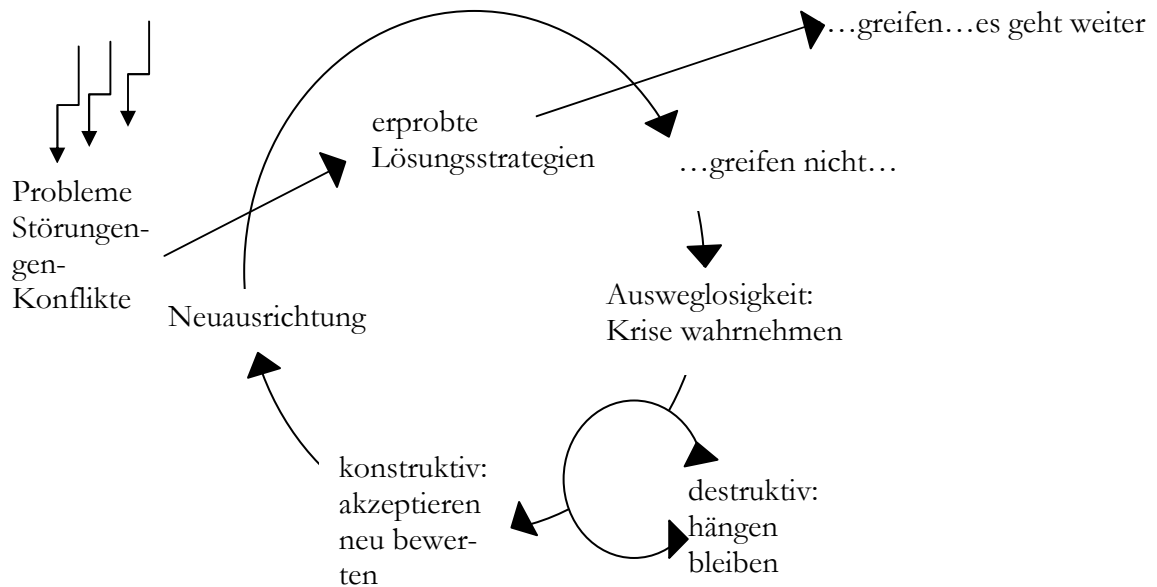 …greifen…es geht weiter
erprobte
Lösungsstrategien
…greifen nicht…
Probleme
Störungen-
gen-
Konflikte
Neuausrichtung
Ausweglosigkeit:
Krise wahrnehmen
konstruktiv:
akzeptieren
neu bewer-
ten
destruktiv:
hängen
bleiben